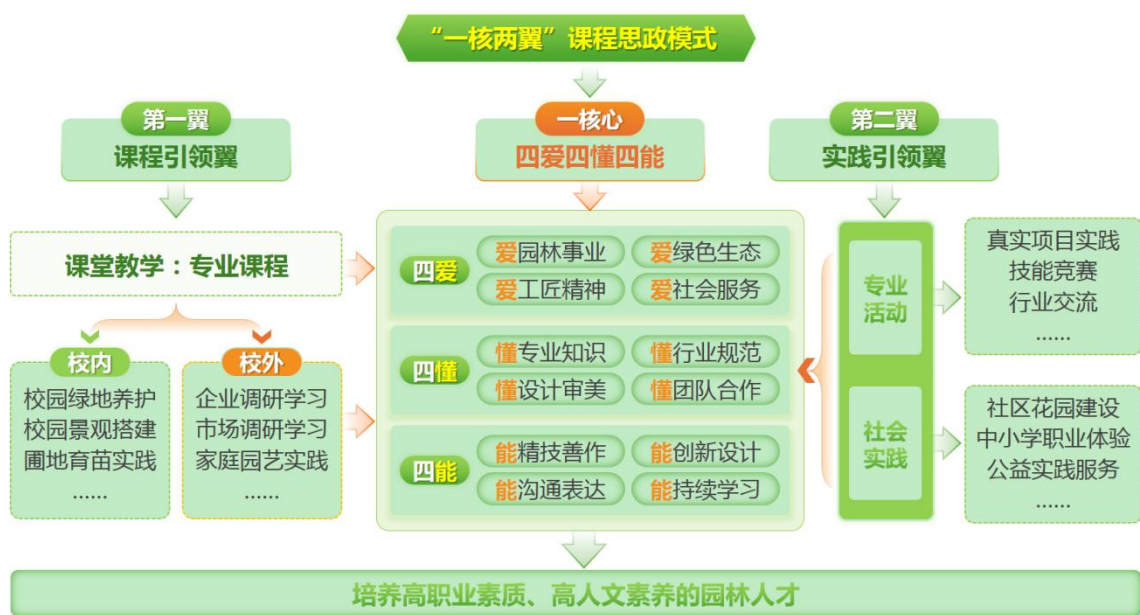 “一核两翼”课程思政模式
第一翼
课程引领翼
一核心
四爱四懂四能
第二翼
实践引领翼
课堂教学：专业课程
校内
校园绿地养护
校园景观搭建
圃地育苗实践
......
校外
企业调研学习
市场调研学习
家庭园艺实践
......
四爱
爱园林事业
爱绿色生态
爱工匠精神
爱社会服务
四懂
懂专业知识
懂行业规范
懂设计审美
懂团队合作
四能
能精技善作
能创新设计
能沟通表达
能持续学习
专业
活动
真实项目实践
技能竞赛
行业交流
......
社会
实践
社区花园建设
中小学职业体验
公益实践服务
......
培养高职业素质、高人文素养的园林人才